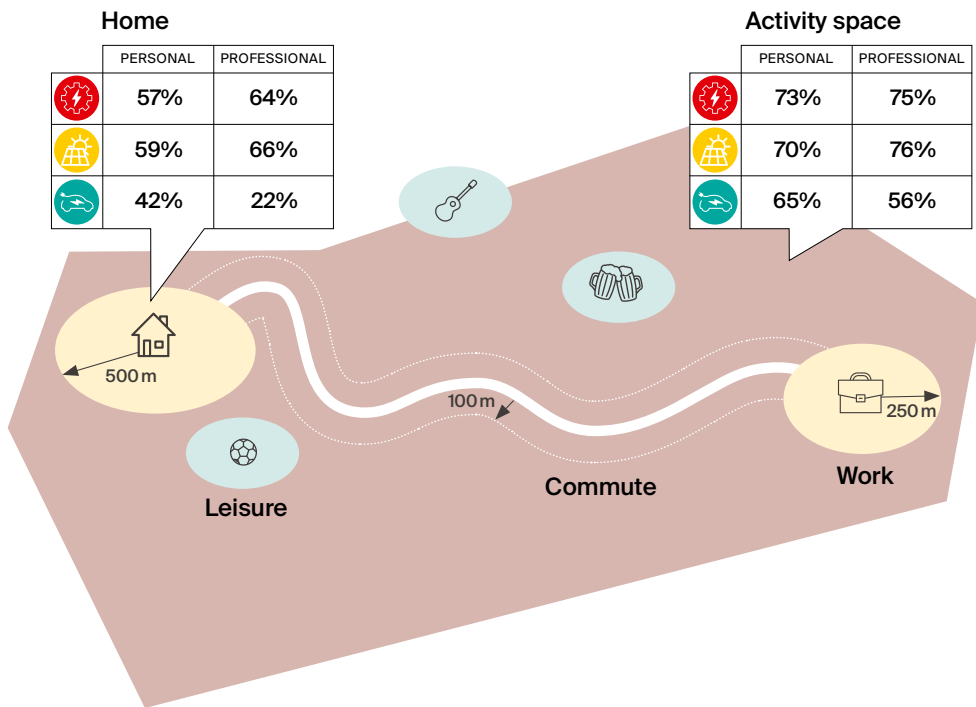 Home
PERSONAL PROFESSIONAL
57% 64%
59% 66%
42% 22%
Activity space
PERSONAL PROFESSIONAL
73% 75%
70% 76%
65% 56%
500 m
100 m
250 m
Leisure
Commute
Work